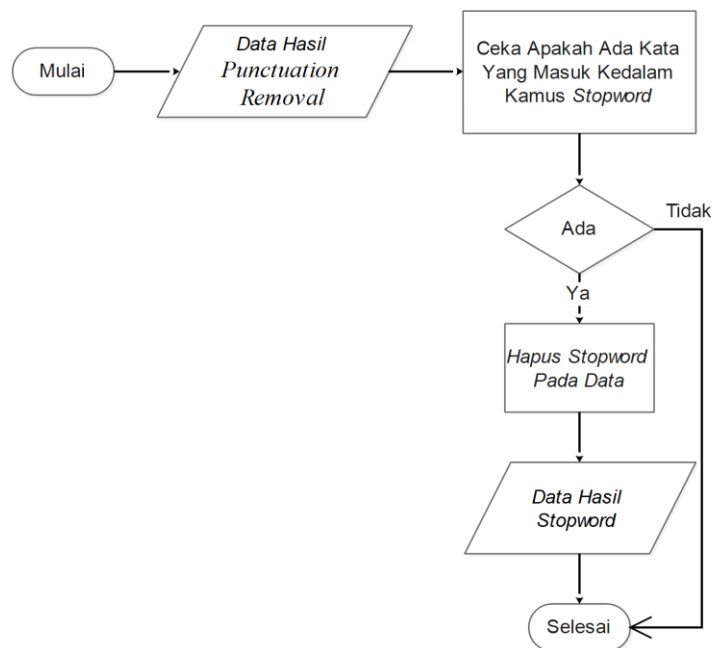 Mulai
Data Hasil
Punctuation
Removal
Ceka Apakah Ada Kata
Yang Masuk Kedalam
Kamus Stopword
Ada
Tidak
Ya
Hapus Stopword
Pada Data
Data Hasil
Stopword
Selesai